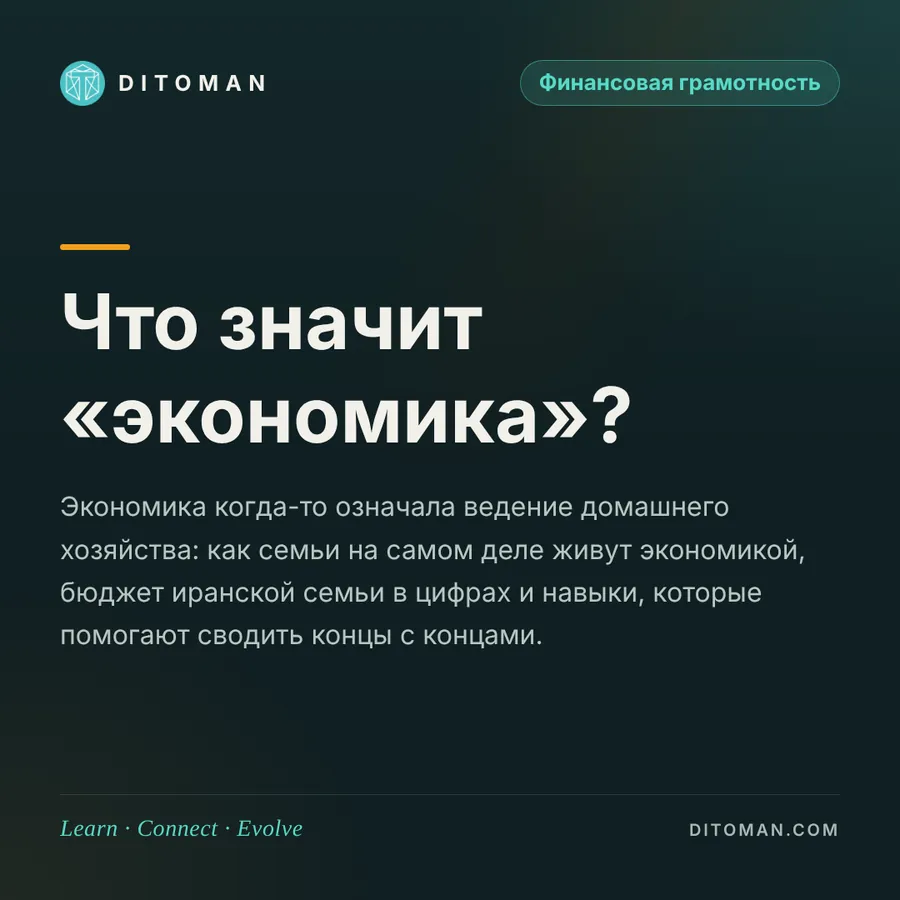 DITOMAN
Финансовая грамотность
Что значит
«экономика»?
Экономика когда-то означала ведение домашнего
хозяйства: как семьи на самом деле живут экономикой,
бюджет иранской семьи в цифрах и навыки, которые
помогают сводить концы с концами.
Learn · Connect · Evolve
DITOMAN.COM